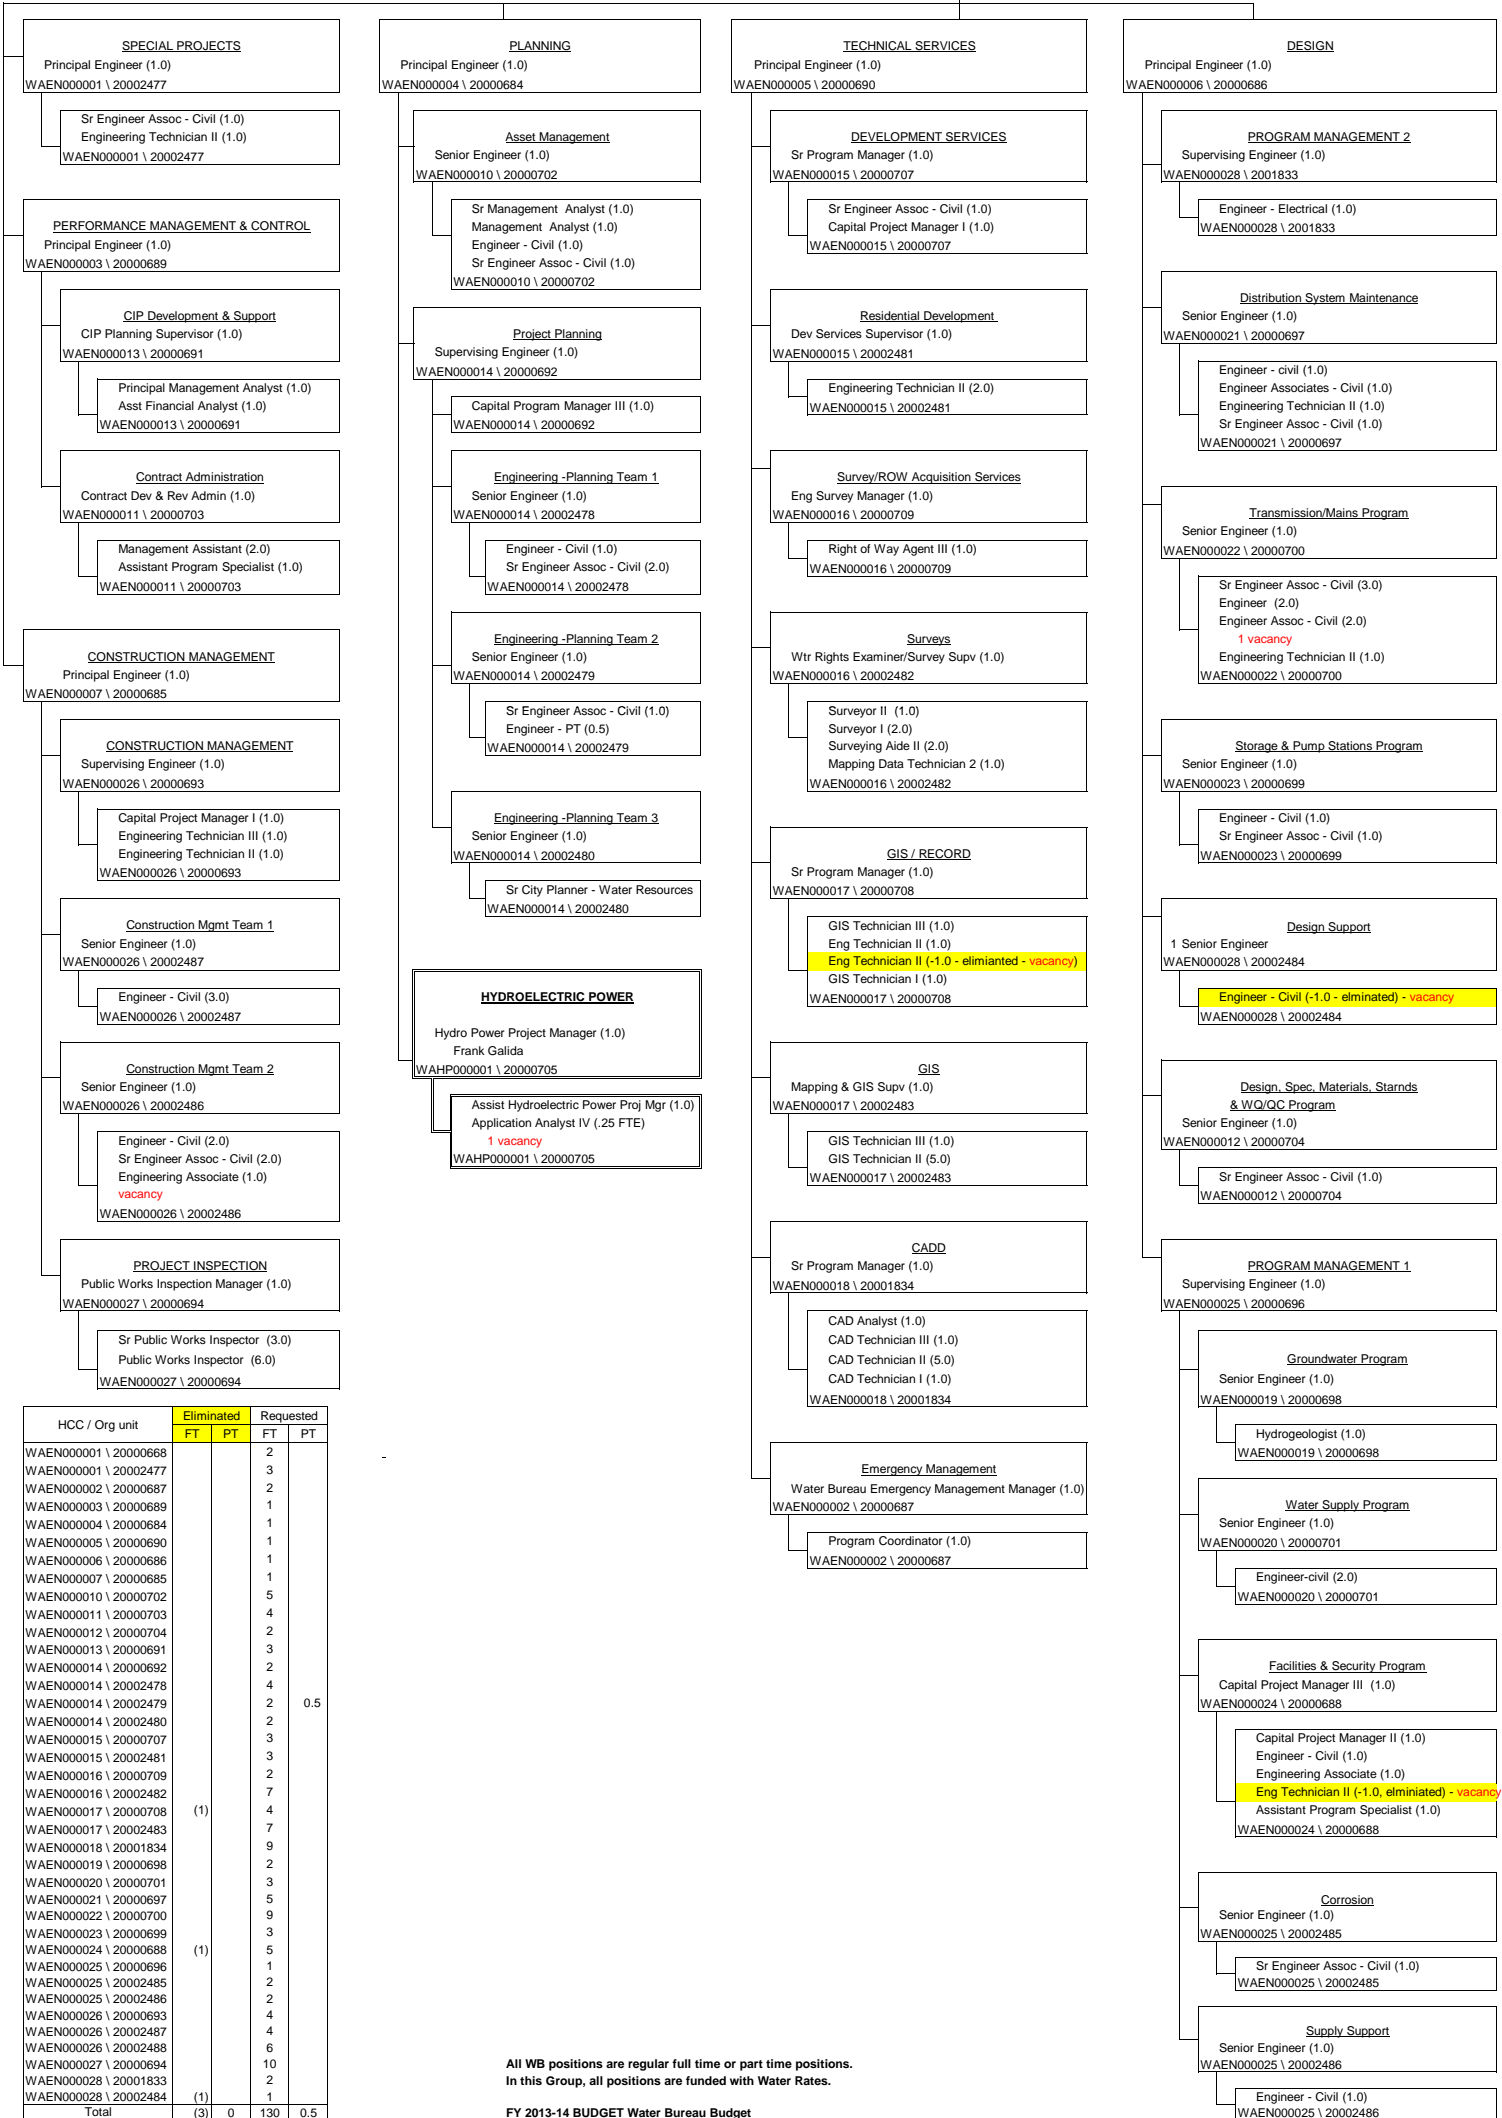 SPECIAL PROJECTS
Principal Engineer (1.0)
WAEN000001 \ 20002477
Sr Engineer Assoc - Civil (1.0)
Engineering Technician II (1.0)
WAEN000001 \ 20002477
PERFORMANCE MANAGEMENT & CONTROL
Principal Engineer (1.0)
WAEN000003 \ 20000689
CIP Development & Support
CIP Planning Supervisor (1.0)
WAEN000013 \ 20000691
Principal Management Analyst (1.0)
Asst Financial Analyst (1.0)
WAEN000013 \ 20000691
Contract Administration
Contract Dev & Rev Admin (1.0)
WAEN000011 \ 20000703
Management Assistant (2.0)
Assistant Program Specialist (1.0)
WAEN000011 \ 20000703
CONSTRUCTION MANAGEMENT
Principal Engineer (1.0)
WAEN000007 \ 20000685
CONSTRUCTION MANAGEMENT
Supervising Engineer (1.0)
WAEN000026 \ 20000693
Capital Project Manager I (1.0)
Engineering Technician III (1.0)
Engineering Technician II (1.0)
WAEN000026 \ 20000693
Construction Mgmt Team 1
Senior Engineer (1.0)
WAEN000026 \ 20002487
Engineer - Civil (3.0)
WAEN000026 \ 20002487
Construction Mgmt Team 2
Senior Engineer (1.0)
WAEN000026 \ 20002486
Engineer - Civil (2.0)
Sr Engineer Assoc - Civil (2.0)
Engineering Associate (1.0)
vacancy
WAEN000026 \ 20002486
PROJECT INSPECTION
Public Works Inspection Manager (1.0)
WAEN000027 \ 20000694
Sr Public Works Inspector (3.0)
Public Works Inspector (6.0)
WAEN000027 \ 20000694
PLANNING
Principal Engineer (1.0)
WAEN000004 \ 20000684
Asset Management
Senior Engineer (1.0)
WAEN000010 \ 20000702
Sr Management Analyst (1.0)
Management Analyst (1.0)
Engineer - Civil (1.0)
Sr Engineer Assoc - Civil (1.0)
WAEN000010 \ 20000702
Project Planning
Supervising Engineer (1.0)
WAEN000014 \ 20000692
Capital Program Manager III (1.0)
WAEN000014 \ 20000692
Engineering -Planning Team 1
Senior Engineer (1.0)
WAEN000014 \ 20002478
Engineer - Civil (1.0)
Sr Engineer Assoc - Civil (2.0)
WAEN000014 \ 20002478
Engineering -Planning Team 2
Senior Engineer (1.0)
WAEN000014 \ 20002479
Sr Engineer Assoc - Civil (1.0)
Engineer - PT (0.5)
WAEN000014 \ 20002479
Engineering -Planning Team 3
Senior Engineer (1.0)
WAEN000014 \ 20002480
Sr City Planner - Water Resources
WAEN000014 \ 20002480
HYDROELECTRIC POWER
Hydro Power Project Manager (1.0)
Frank Galida
WAHP000001 \ 20000705
Assist Hydroelectric Power Proj Mgr (1.0)
Application Analyst IV (.25 FTE)
1 vacancy
WAHP000001 \ 20000705
TECHNICAL SERVICES
Principal Engineer (1.0)
WAEN000005 \ 20000690
DEVELOPMENT SERVICES
Sr Program Manager (1.0)
WAEN000015 \ 20000707
Sr Engineer Assoc - Civil (1.0)
Capital Project Manager I (1.0)
WAEN000015 \ 20000707
Residential Development
Dev Services Supervisor (1.0)
WAEN000015 \ 20002481
Engineering Technician II (2.0)
WAEN000015 \ 20002481
Survey/ROW Acquisition Services
Eng Survey Manager (1.0)
WAEN000016 \ 20000709
Right of Way Agent III (1.0)
WAEN000016 \ 20000709
Surveys
Wtr Rights Examiner/Survey Supv (1.0)
WAEN000016 \ 20002482
Surveyor II (1.0)
Surveyor I (2.0)
Surveying Aide II (2.0)
Mapping Data Technician 2 (1.0)
WAEN000016 \ 20002482
GIS / RECORD
Sr Program Manager (1.0)
WAEN000017 \ 20000708
GIS Technician III (1.0)
Eng Technician II (1.0)
Eng Technician II (-1.0 - elimianted - vacancy)
GIS Technician I (1.0)
WAEN000017 \ 20000708
GIS
Mapping & GIS Supv (1.0)
WAEN000017 \ 20002483
GIS Technician III (1.0)
GIS Technician II (5.0)
WAEN000017 \ 20002483
CADD
Sr Program Manager (1.0)
WAEN000018 \ 20001834
CAD Analyst (1.0)
CAD Technician III (1.0)
CAD Technician II (5.0)
CAD Technician I (1.0)
WAEN000018 \ 20001834
Emergency Management
Water Bureau Emergency Management Manager (1.0)
WAEN000002 \ 20000687
Program Coordinator (1.0)
WAEN000002 \ 20000687
DESIGN
Principal Engineer (1.0)
WAEN000006 \ 20000686
PROGRAM MANAGEMENT 2
Supervising Engineer (1.0)
WAEN000028 \ 2001833
Engineer - Electrical (1.0)
WAEN000028 \ 2001833
Distribution System Maintenance
Senior Engineer (1.0)
WAEN000021 \ 20000697
Engineer - civil (1.0)
Engineer Associates - Civil (1.0)
Engineering Technician II (1.0)
Sr Engineer Assoc - Civil (1.0)
WAEN000021 \ 20000697
Transmission/Mains Program
Senior Engineer (1.0)
WAEN000022 \ 20000700
Sr Engineer Assoc - Civil (3.0)
Engineer (2.0)
Engineer Assoc - Civil (2.0)
1 vacancy
Engineering Technician II (1.0)
WAEN000022 \ 20000700
Storage & Pump Stations Program
Senior Engineer (1.0)
WAEN000023 \ 20000699
Engineer - Civil (1.0)
Sr Engineer Assoc - Civil (1.0)
WAEN000023 \ 20000699
Design Support
1 Senior Engineer
WAEN000028 \ 20002484
Engineer - Civil (-1.0 - elminated) - vacancy
WAEN000028 \ 20002484
Design, Spec, Materials, Starnds
& WQ/QC Program
Senior Engineer (1.0)
WAEN000012 \ 20000704
Sr Engineer Assoc - Civil (1.0)
WAEN000012 \ 20000704
PROGRAM MANAGEMENT 1
Supervising Engineer (1.0)
WAEN000025 \ 20000696
Groundwater Program
Senior Engineer (1.0)
WAEN000019 \ 20000698
Hydrogeologist (1.0)
WAEN000019 \ 20000698
Water Supply Program
Senior Engineer (1.0)
WAEN000020 \ 20000701
Engineer-civil (2.0)
WAEN000020 \ 20000701
Facilities & Security Program
Capital Project Manager III (1.0)
WAEN000024 \ 20000688
Capital Project Manager II (1.0)
Engineer - Civil (1.0)
Engineering Associate (1.0)
Eng Technician II (-1.0, elminiated) - vacancy
Assistant Program Specialist (1.0)
WAEN000024 \ 20000688
Corrosion
Senior Engineer (1.0)
WAEN000025 \ 20002485
Sr Engineer Assoc - Civil (1.0)
WAEN000025 \ 20002485
Supply Support
Senior Engineer (1.0)
WAEN000025 \ 20002486
Engineer - Civil (1.0)
WAEN000025 \ 20002486
HCC / Org unit Eliminated Requested
FT PT FT PT
WAEN000001 \ 20000668 2
WAEN000001 \ 20002477 3
WAEN000002 \ 20000687 2
WAEN000003 \ 20000689 1
WAEN000004 \ 20000684 1
WAEN000005 \ 20000690 1
WAEN000006 \ 20000686 1
WAEN000007 \ 20000685 1
WAEN000010 \ 20000702 5
WAEN000011 \ 20000703 4
WAEN000012 \ 20000704 2
WAEN000013 \ 20000691 3
WAEN000014 \ 20000692 2
WAEN000014 \ 20002478 4
WAEN000014 \ 20002479 2 0.5
WAEN000014 \ 20002480 2
WAEN000015 \ 20000707 3
WAEN000015 \ 20002481 3
WAEN000016 \ 20000709 2
WAEN000016 \ 20002482 7
WAEN000017 \ 20000708 (1) 4
WAEN000017 \ 20002483 7
WAEN000018 \ 20001834 9
WAEN000019 \ 20000698 2
WAEN000020 \ 20000701 3
WAEN000021 \ 20000697 5
WAEN000022 \ 20000700 9
WAEN000023 \ 20000699 3
WAEN000024 \ 20000688 (1) 5
WAEN000025 \ 20000696 1
WAEN000025 \ 20002485 2
WAEN000025 \ 20002486 2
WAEN000026 \ 20000693 4
WAEN000026 \ 20002487 4
WAEN000026 \ 20002488 6
WAEN000027 \ 20000694 10
WAEN000028 \ 20001833 2
WAEN000028 \ 20002484 (1) 1
Total (3) 0 130 0.5
-
All WB positions are regular full time or part time positions.
In this Group, all positions are funded with Water Rates.
FY 2013-14 BUDGET Water Bureau Budget